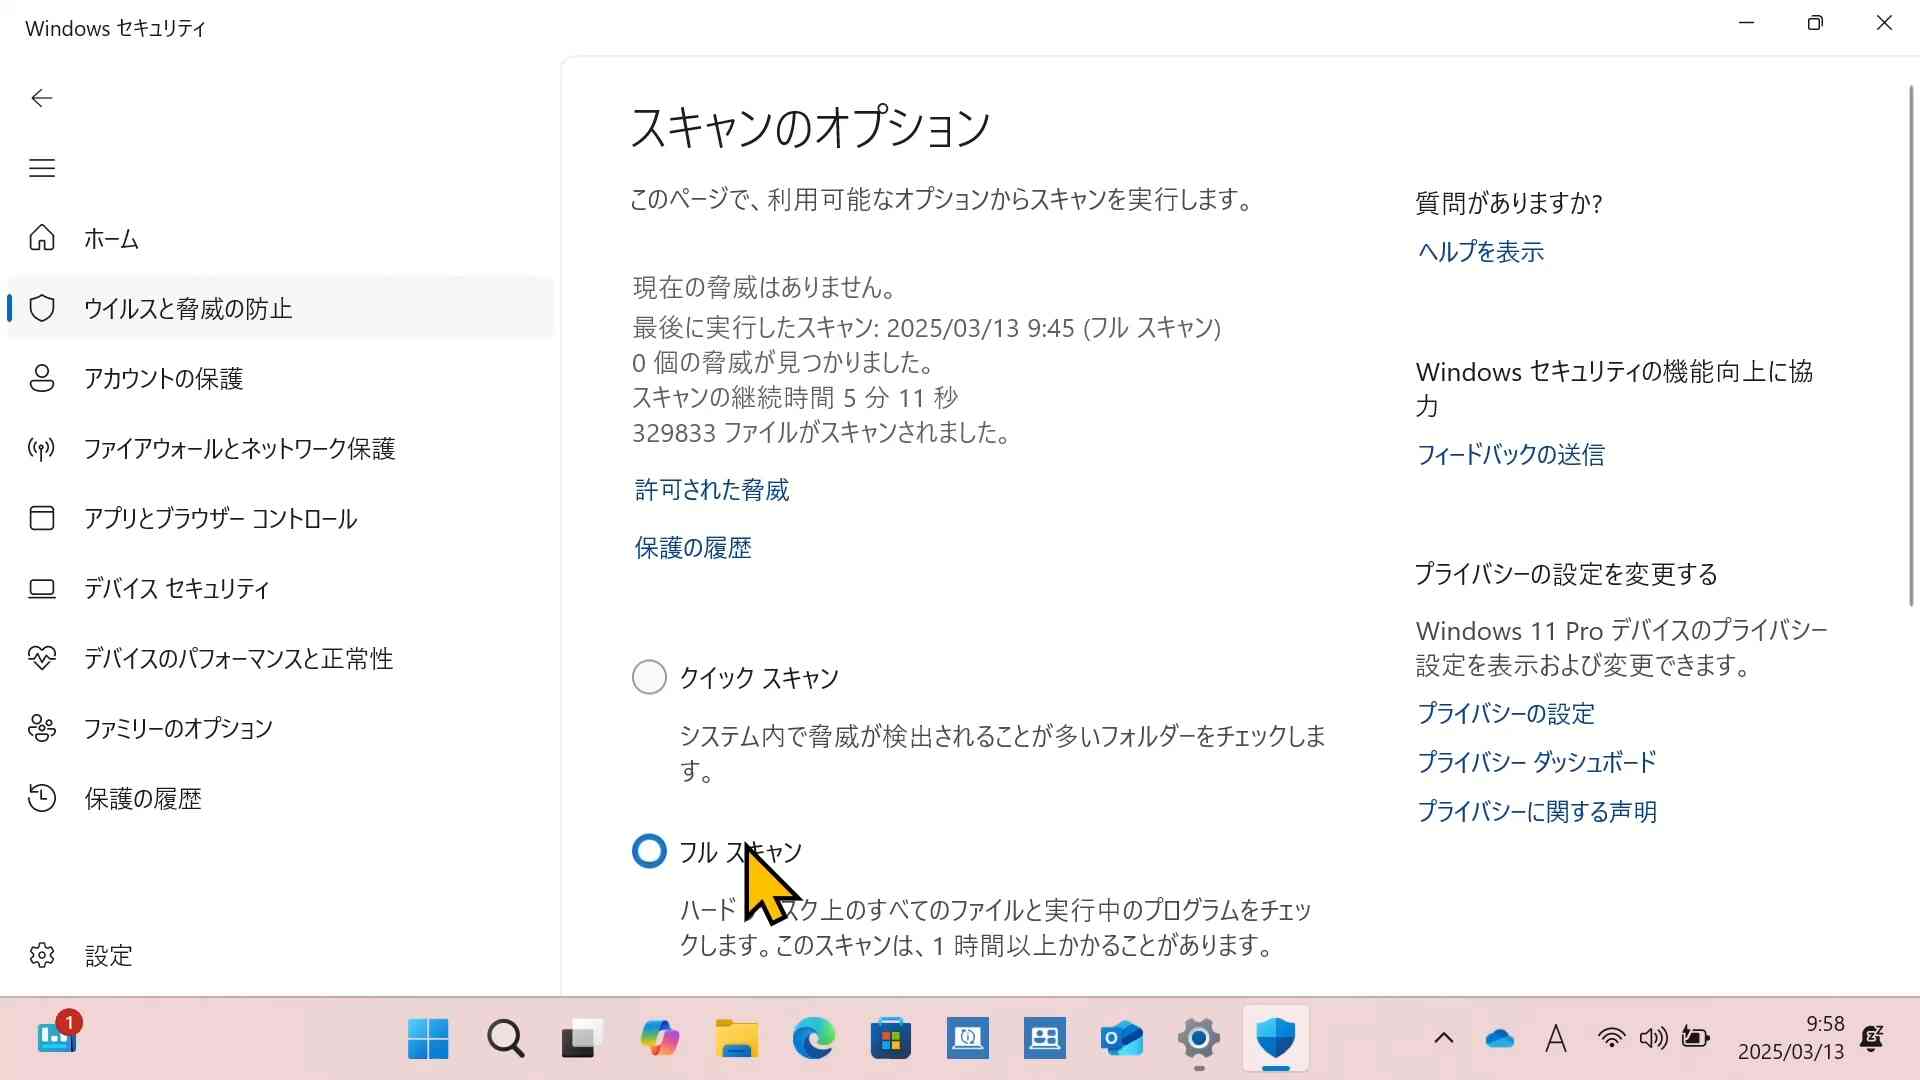 Windows セキュリティ
ホーム
ウイルスと脅威の防止
アカウントの保護
ファイアウォールとネットワーク保護
アプリとブラウザー コントロール
デバイス セキュリティ
デバイスのパフォーマンスと正常性
ファミリーのオプション
保護の履歴
設定
スキャンのオプション
このページで、利用可能なオプションからスキャンを実行します。
現在の脅威はありません。
最後に実行したスキャン: 2025/03/13 9:45 (フル スキャン)
0 個の脅威が見つかりました。
スキャンの継続時間 5 分 11 秒
329833 ファイルがスキャンされました。
許可された脅威
保護の履歴
クイック スキャン
システム内で脅威が検出されることが多いフォルダーをチェックしま
す。
フル スキャン
ハード スク上のすべてのファイルと実行中のプログラムをチェッ
クします。このスキャンは、1 時間以上かかることがあります。
質問がありますか?
ヘルプを表示
Windows セキュリティの機能向上に協
力
フィードバックの送信
プライバシーの設定を変更する
Windows 11 Pro デバイスのプライバシー
設定を表示および変更できます。
プライバシーの設定
プライバシー ダッシュボード
プライバシーに関する声明
1
A
9:58
2025/03/13